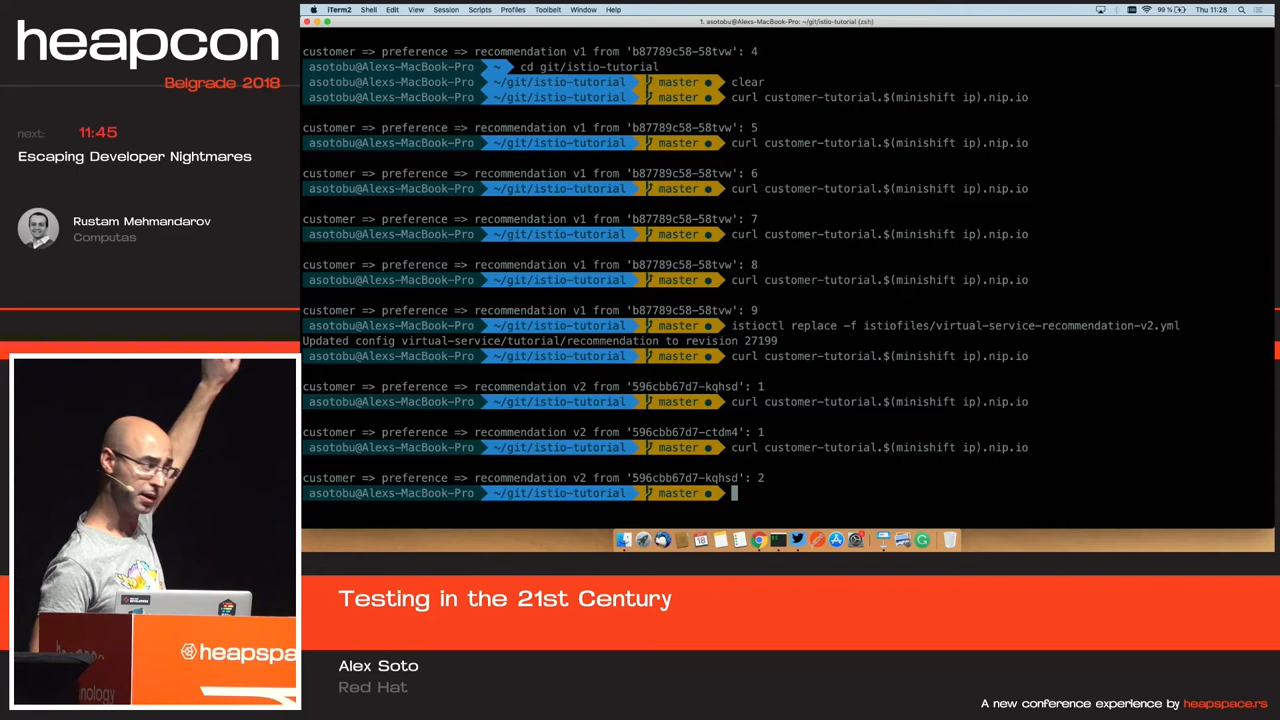 heapcon
Belgrade 2018
next: 11:45
Escaping Developer Nightmares
Rustam Mehmandarov
Computas
iTerm2 Shell Edit View Session Scripts Profiles Toolbelt Window Help
99% Thu 11:28
1. asotobu@Alexs-MacBook-Pro: ~/git/istio-tutorial (zsh)
customer => preference => recommendation v1 from 'b87789c58-58tvw': 4
asotobu@Alexs-MacBook-Pro ~ cd git/istio-tutorial
asotobu@Alexs-MacBook-Pro ~/git/istio-tutorial master ● clear
asotobu@Alexs-MacBook-Pro ~/git/istio-tutorial master ● curl customer-tutorial.$(minishift ip).nip.io
customer => preference => recommendation v1 from 'b87789c58-58tvw': 5
asotobu@Alexs-MacBook-Pro ~/git/istio-tutorial master ● curl customer-tutorial.$(minishift ip).nip.io
customer => preference => recommendation v1 from 'b87789c58-58tvw': 6
asotobu@Alexs-MacBook-Pro ~/git/istio-tutorial master ● curl customer-tutorial.$(minishift ip).nip.io
customer => preference => recommendation v1 from 'b87789c58-58tvw': 7
asotobu@Alexs-MacBook-Pro ~/git/istio-tutorial master ● curl customer-tutorial.$(minishift ip).nip.io
customer => preference => recommendation v1 from 'b87789c58-58tvw': 8
asotobu@Alexs-MacBook-Pro ~/git/istio-tutorial master ● curl customer-tutorial.$(minishift ip).nip.io
customer => preference => recommendation v1 from 'b87789c58-58tvw': 9
asotobu@Alexs-MacBook-Pro ~/git/istio-tutorial master ● istioctl replace -f istiofiles/virtual-service-recommendation-v2.yml
Updated config virtual-service/tutorial/recommendation to revision 27199
asotobu@Alexs-MacBook-Pro ~/git/istio-tutorial master ● curl customer-tutorial.$(minishift ip).nip.io
customer => preference => recommendation v2 from '596cbb67d7-kqhsd': 1
asotobu@Alexs-MacBook-Pro ~/git/istio-tutorial master ● curl customer-tutorial.$(minishift ip).nip.io
customer => preference => recommendation v2 from '596cbb67d7-ctdm4': 1
asotobu@Alexs-MacBook-Pro ~/git/istio-tutorial master ● curl customer-tutorial.$(minishift ip).nip.io
customer => preference => recommendation v2 from '596cbb67d7-kqhsd': 2
asotobu@Alexs-MacBook-Pro ~/git/istio-tutorial master ●
heapspa
Testing in the 21st Century
Alex Soto
Red Hat
A new conference experience by heapspace.rs